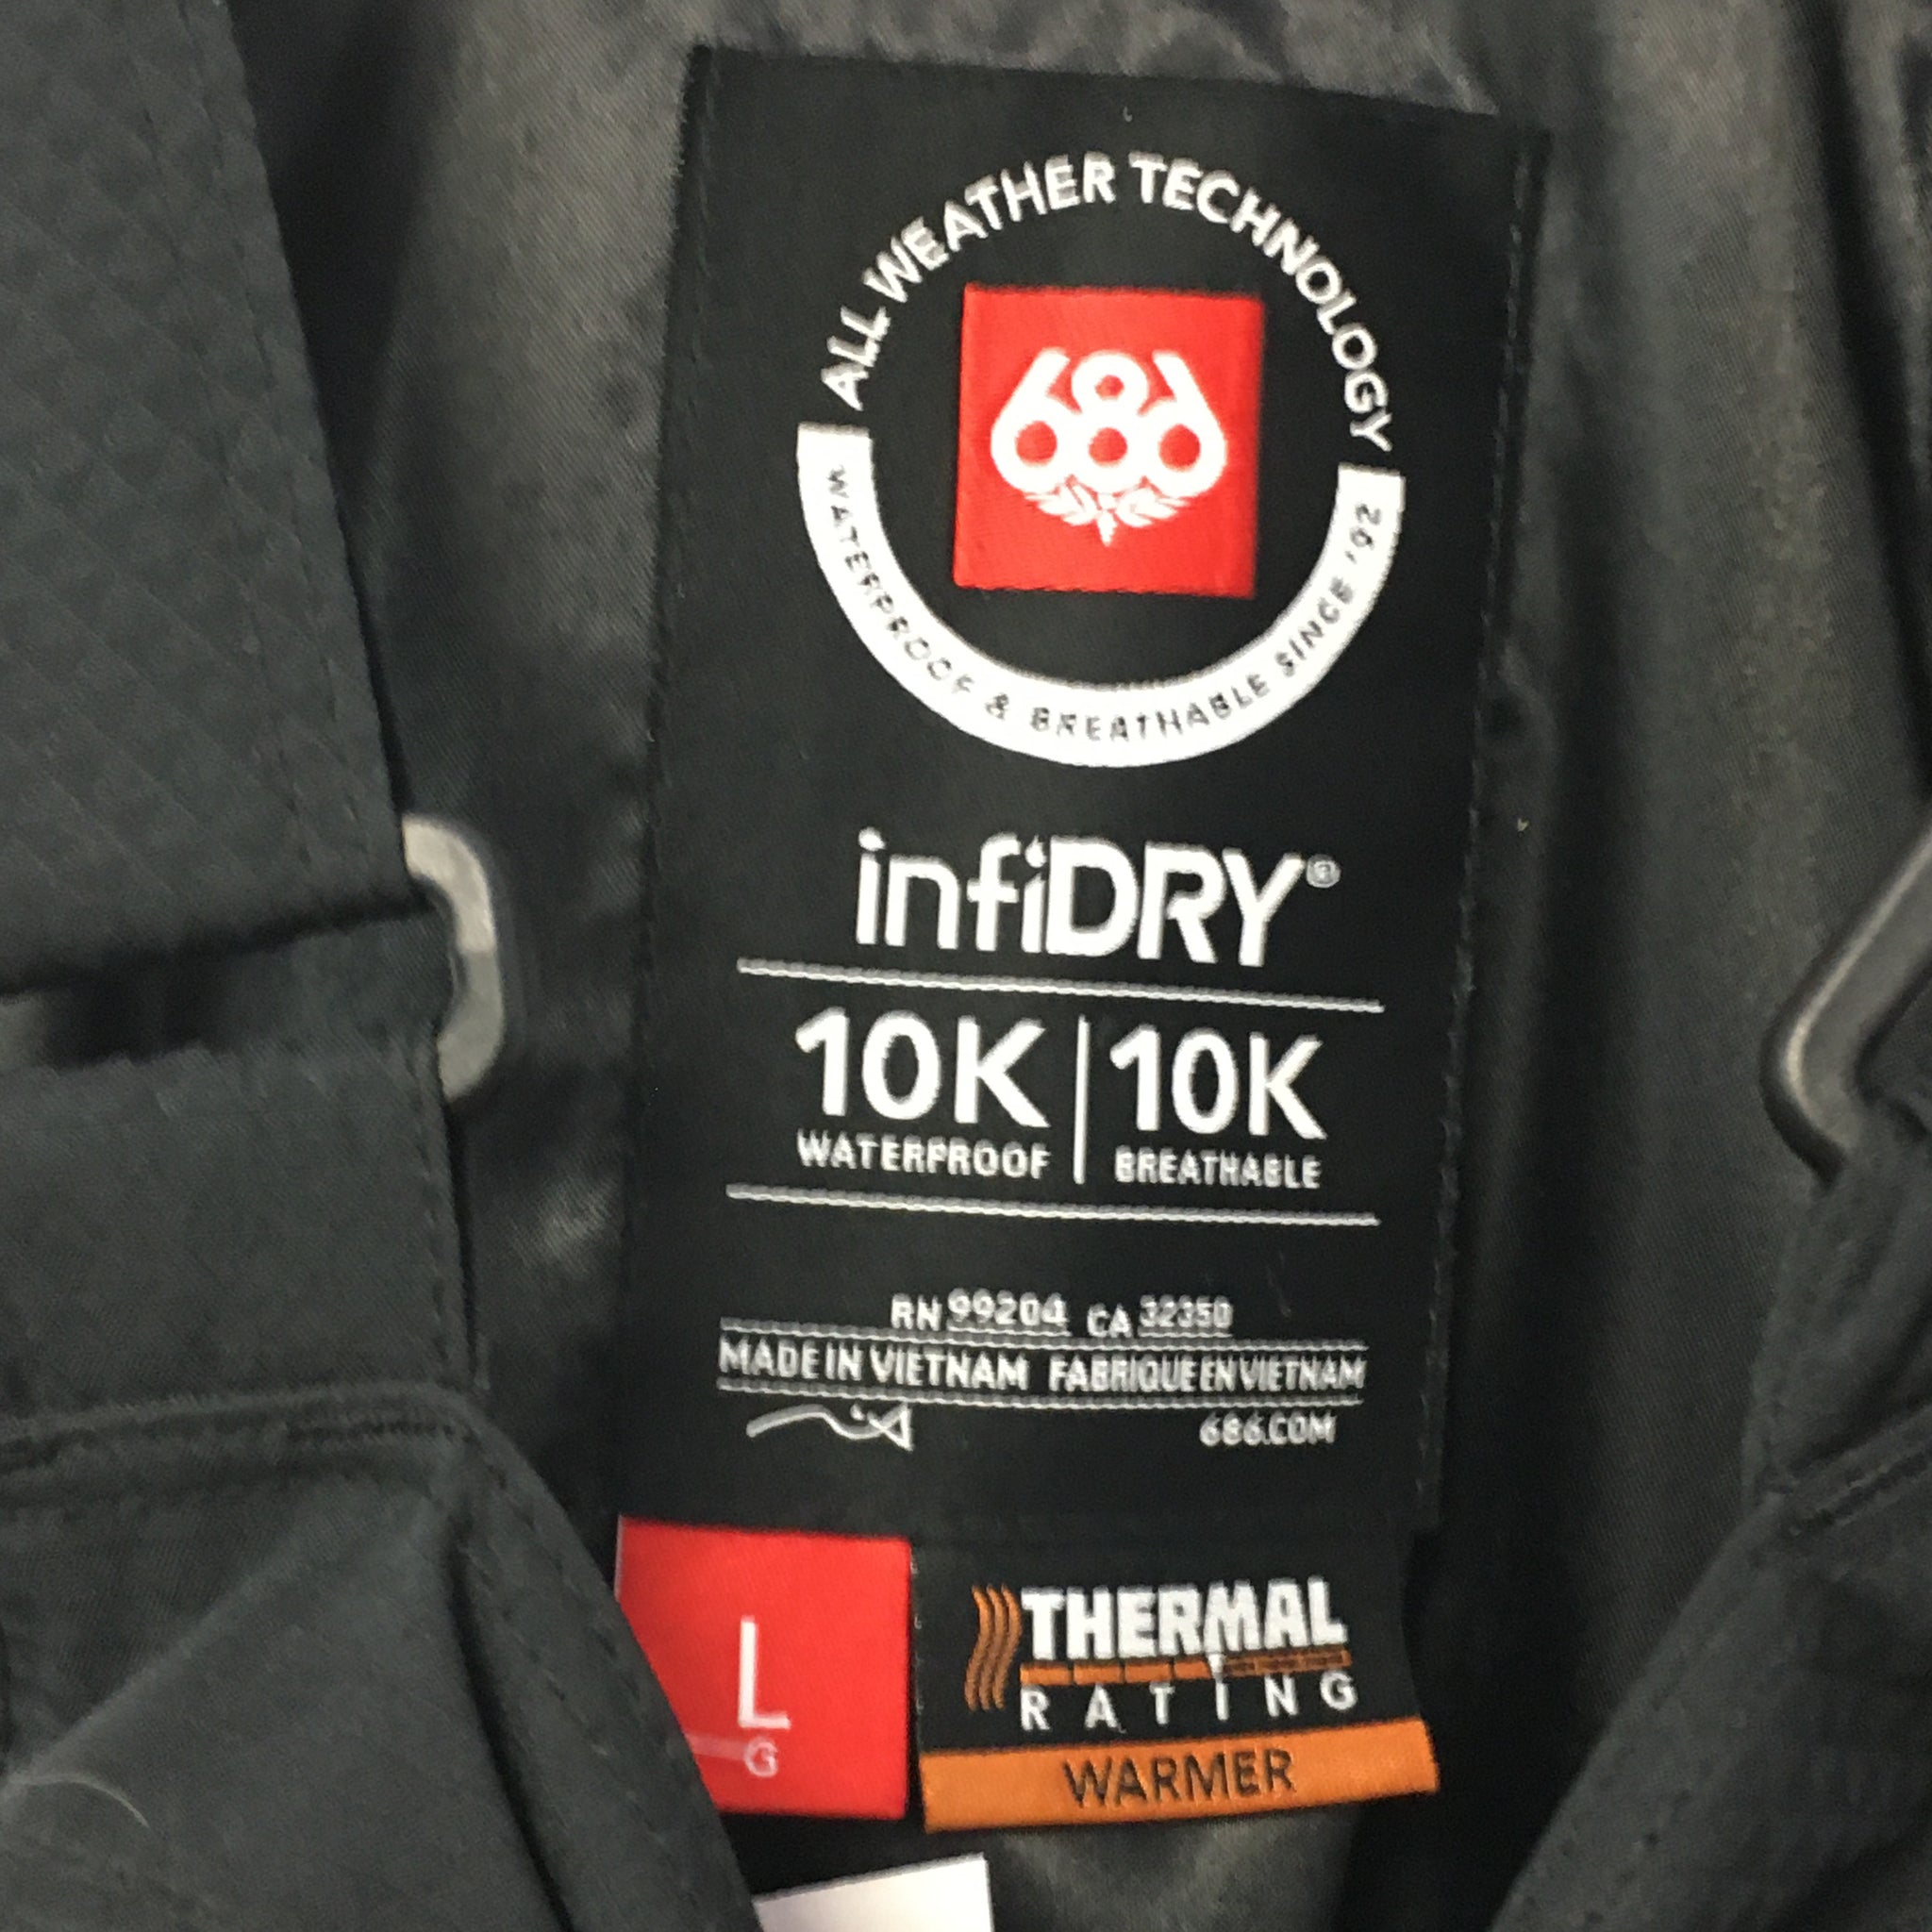 ALL WEATHER TECHNOLOGY
686
WATERPROOF & BREATHABLE SINCE '92
infiDRY®
10K | 10K
WATERPROOF BREATHABLE
RN 99204 CA 32350
MADE IN VIETNAM FABRIQUE EN VIETNAM
686.COM
L
G
THERMAL
RATING
WARMER